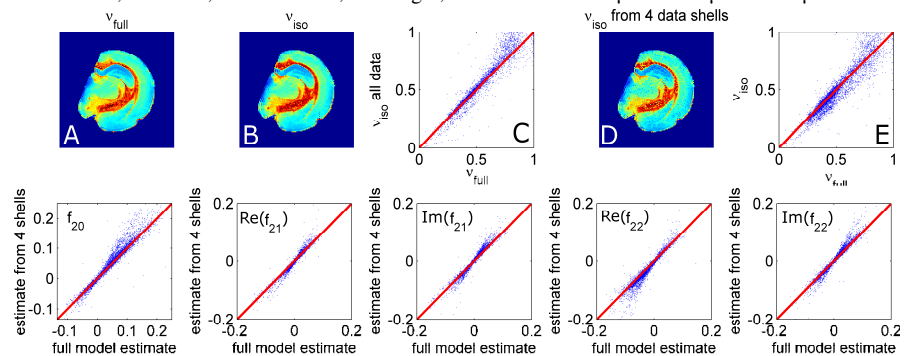 ν_full
ν_iso
ν_iso from 4 data shells
A
B
C
D
E
1
0.5
0
ν_iso all data
0 0.5 1
ν_full
1
0.5
0
ν_iso
0 0.5 1
ν_full
f_20
0.2
0.1
0
-0.1
estimate from 4 shells
-0.1 0 0.1 0.2
full model estimate
Re(f_21)
0.2
0
-0.2
estimate from 4 shells
-0.2 0 0.2
full model estimate
Im(f_21)
0.2
0
-0.2
estimate from 4 shells
-0.2 0 0.2
full model estimate
Re(f_22)
0.2
0
-0.2
estimate from 4 shells
-0.2 0 0.2
full model estimate
Im(f_22)
0.2
0
-0.2
estimate from 4 shells
-0.2 0 0.2
full model estimate